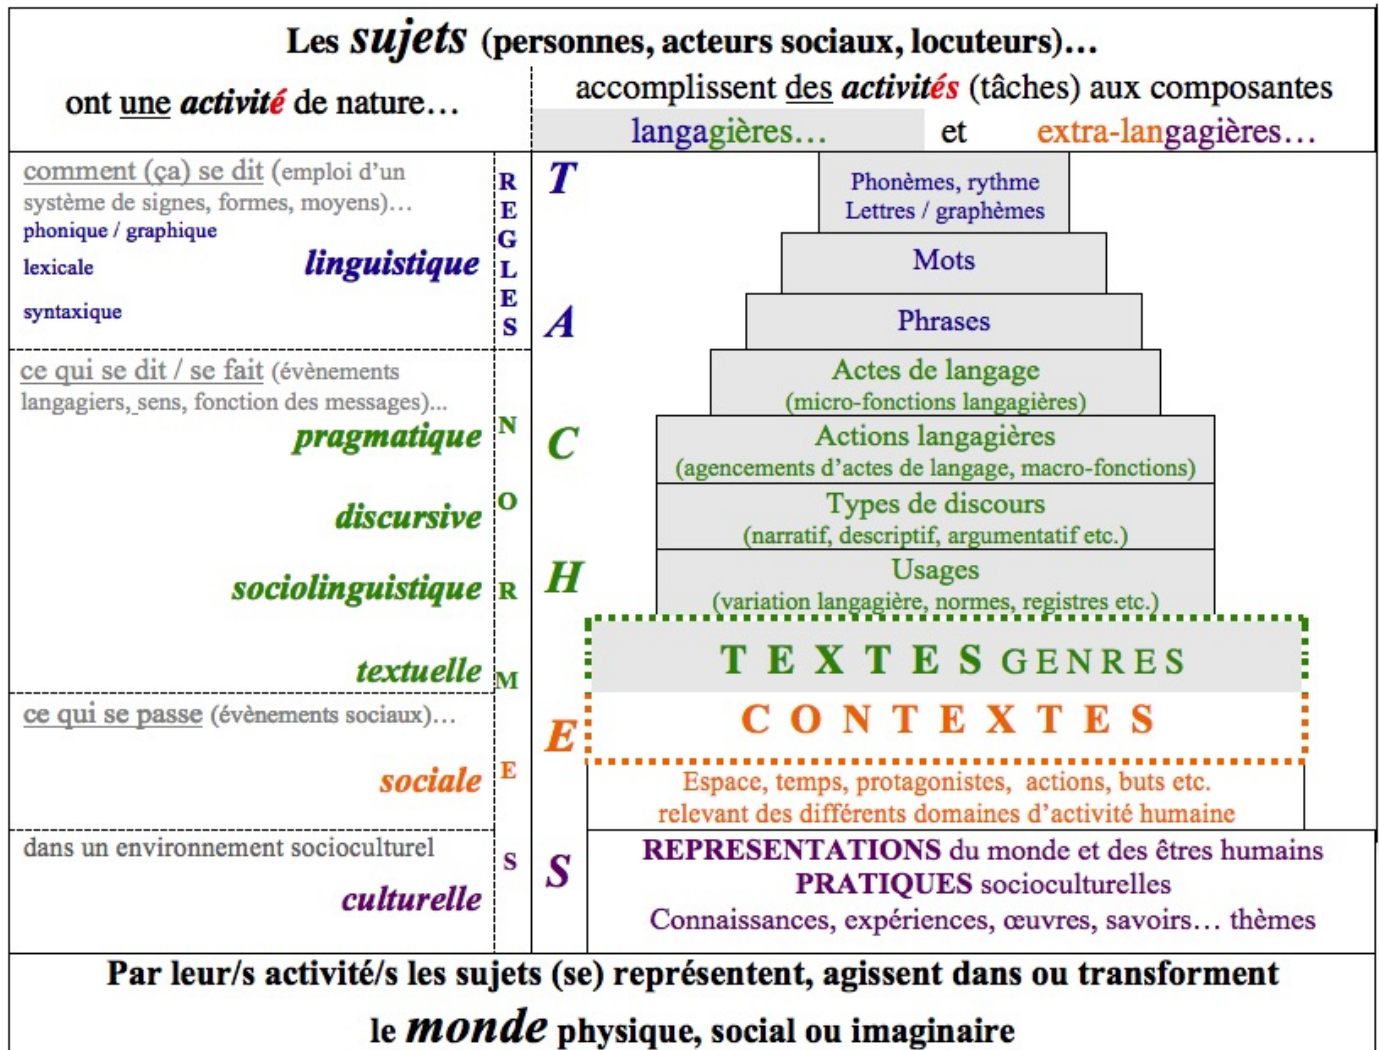 Les sujets (personnes, acteurs sociaux, locuteurs)…
ont une activité de nature…
accomplissent des activités (tâches) aux composantes
langagières… et extra-langagières…
comment (ça) se dit (emploi d'un
système de signes, formes, moyens)…
phonique / graphique
lexicale
linguistique
syntaxique
REGLES
ce qui se dit / se fait (évènements
langagiers, sens, fonction des messages)...
pragmatique
discursive
sociolinguistique
textuelle
ce qui se passe (évènements sociaux)…
sociale
dans un environnement socioculturel
culturelle
NORMES
TACHES
Phonèmes, rythme
Lettres / graphèmes
Mots
Phrases
Actes de langage
(micro-fonctions langagières)
Actions langagières
(agencements d'actes de langage, macro-fonctions)
Types de discours
(narratif, descriptif, argumentatif etc.)
Usages
(variation langagière, normes, registres etc.)
TEXTES GENRES
CONTEXTES
Espace, temps, protagonistes, actions, buts etc.
relevant des différents domaines d'activité humaine
REPRESENTATIONS du monde et des êtres humains
PRATIQUES socioculturelles
Connaissances, expériences, œuvres, savoirs… thèmes
Par leur/s activité/s les sujets (se) représentent, agissent dans ou transforment
le monde physique, social ou imaginaire